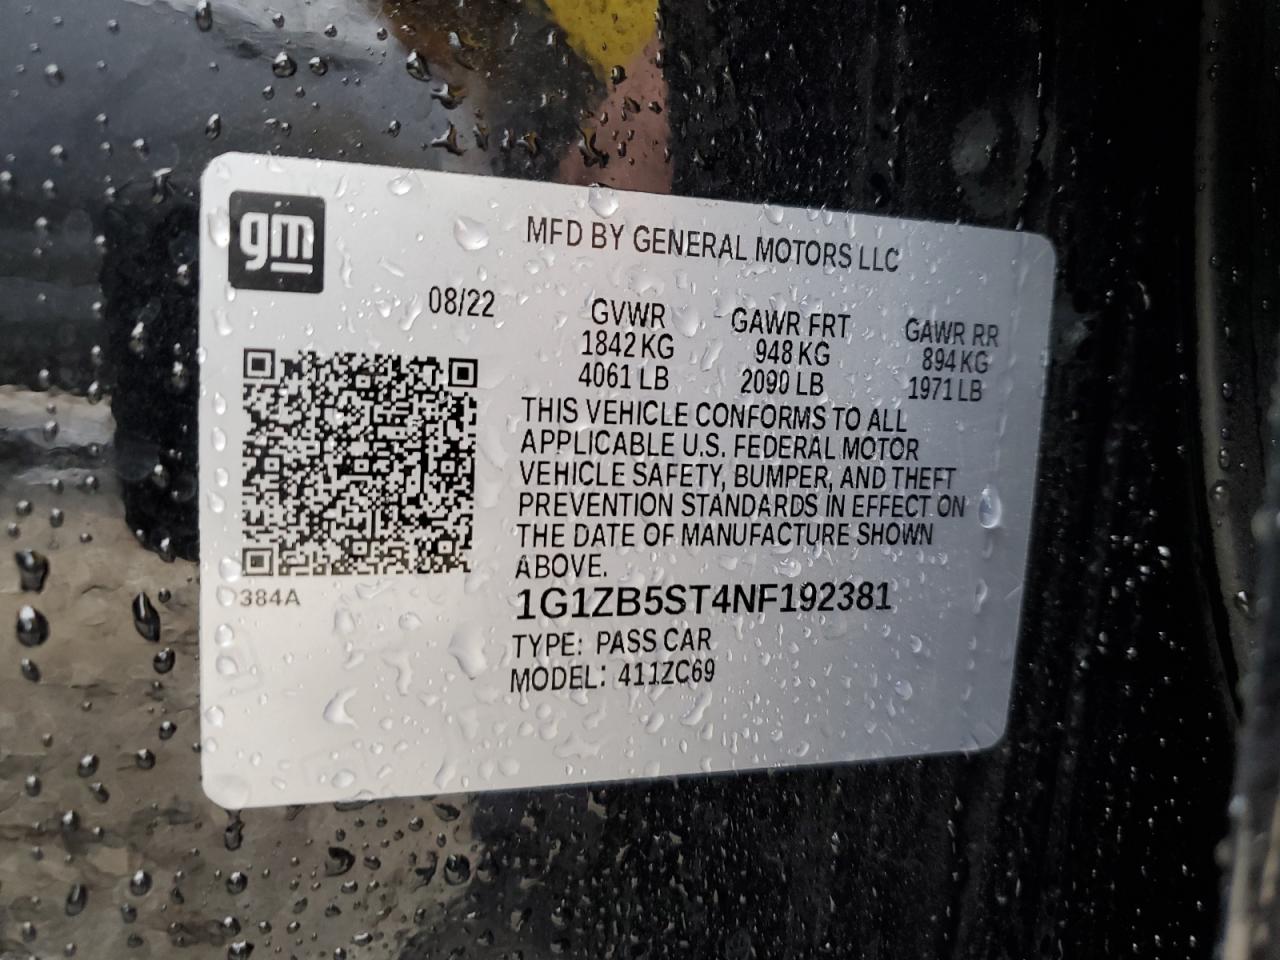 gm
MFD BY GENERAL MOTORS LLC
08/22
GVWR GAWR FRT GAWR RR
1842 KG 948 KG 894 KG
4061 LB 2090 LB 1971 LB
THIS VEHICLE CONFORMS TO ALL
APPLICABLE U.S. FEDERAL MOTOR
VEHICLE SAFETY, BUMPER, AND THEFT
PREVENTION STANDARDS IN EFFECT ON
THE DATE OF MANUFACTURE SHOWN
ABOVE.
384A
1G1ZB5ST4NF192381
TYPE: PASS CAR
MODEL: 411ZC69